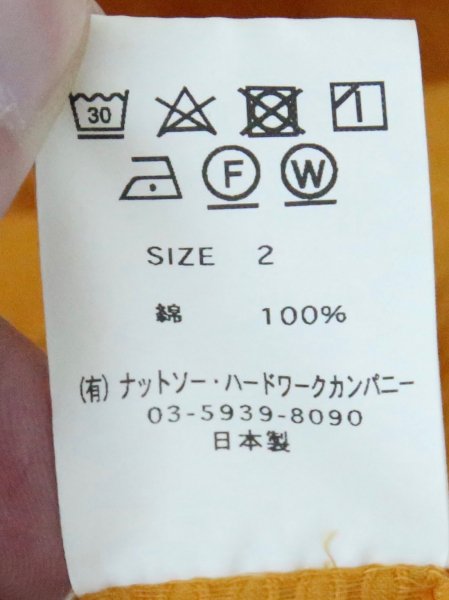 30
F W
SIZE 2
綿 100%
(有) ナットソー・ハードワークカンパニー
03-5939-8090
日本製